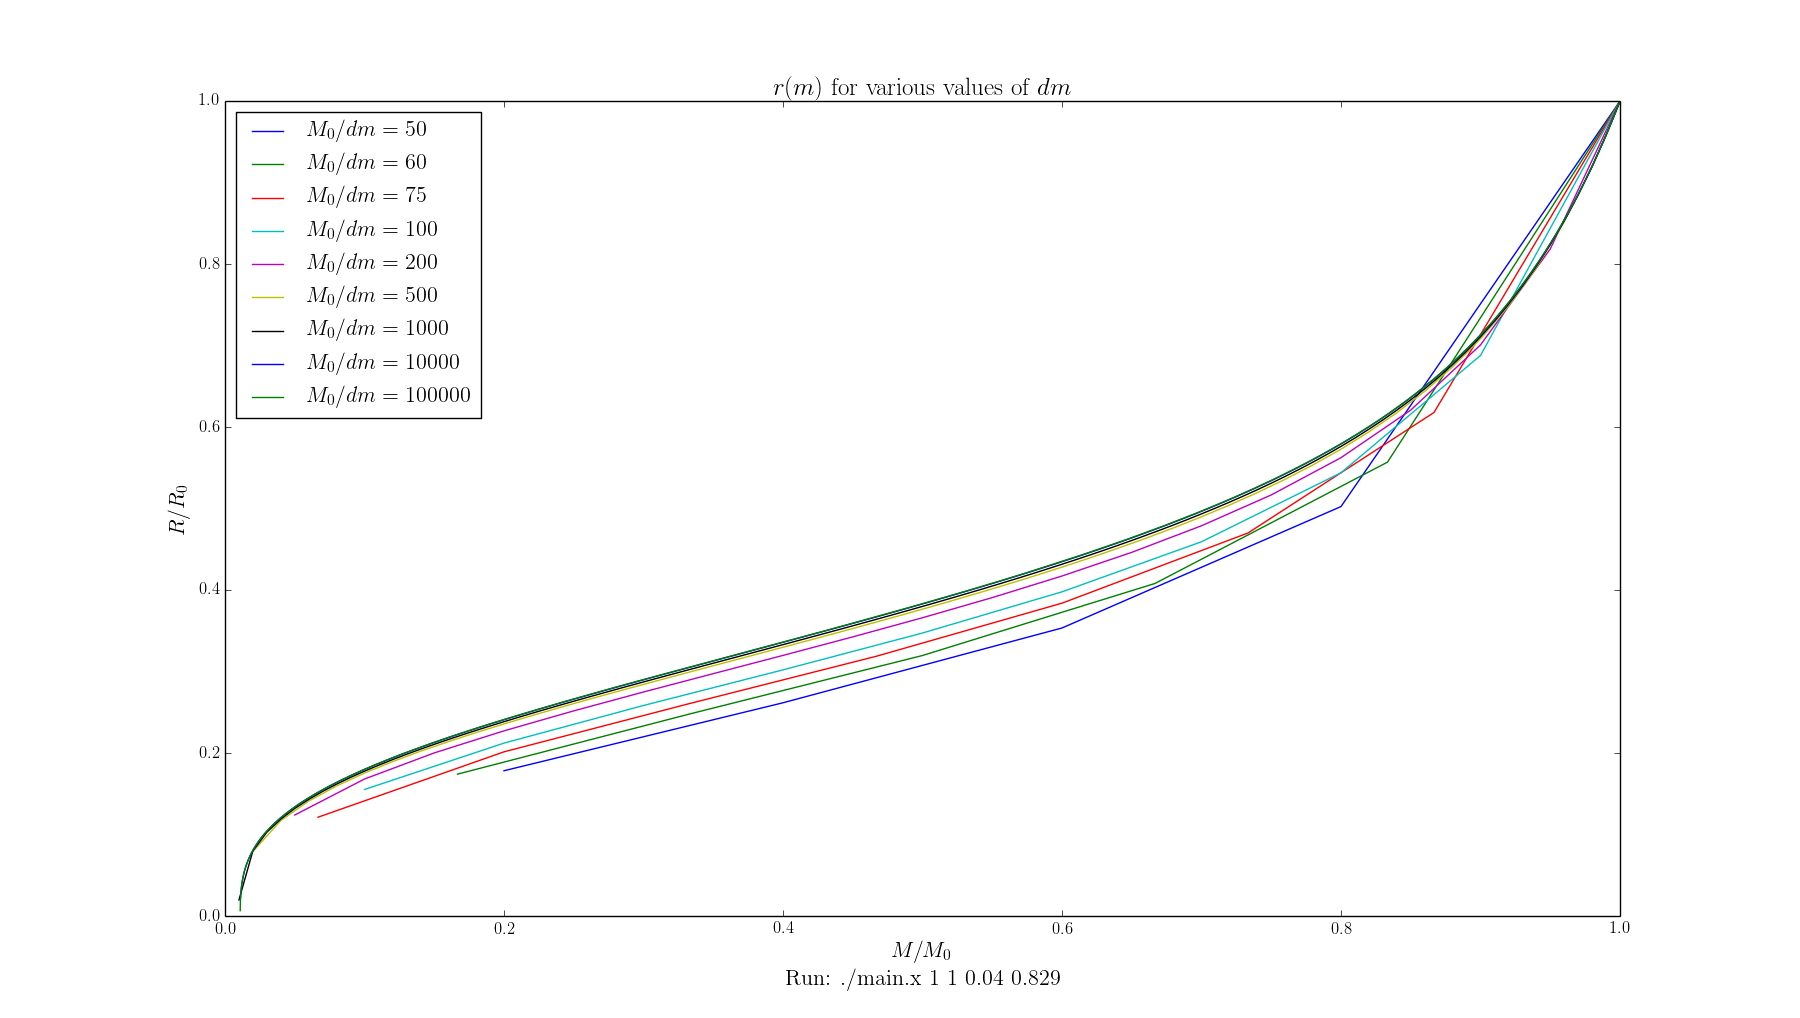 r(m) for various values of dm
1.0
0.8
0.6
0.4
0.2
0.0
R/R₀
M₀/dm = 50
M₀/dm = 60
M₀/dm = 75
M₀/dm = 100
M₀/dm = 200
M₀/dm = 500
M₀/dm = 1000
M₀/dm = 10000
M₀/dm = 100000
0.0 0.2 0.4 0.6 0.8 1.0
M/M₀
Run: ./main.x 1 1 0.04 0.829